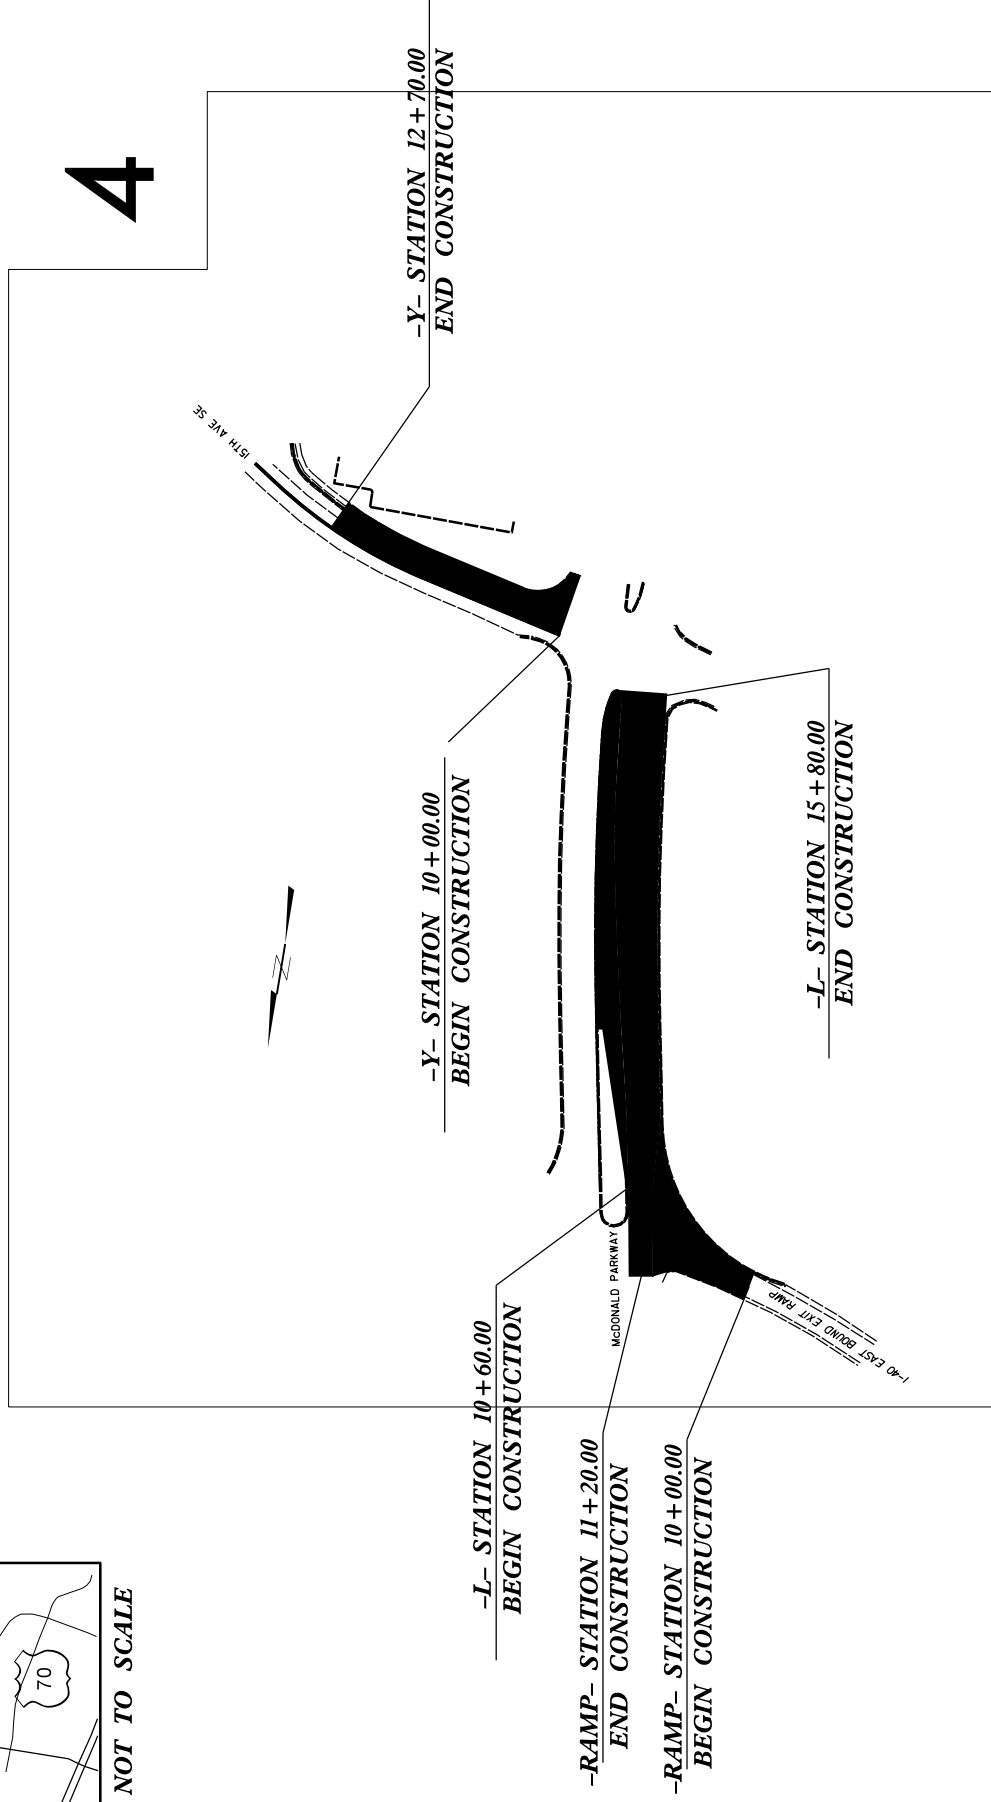 4
-Y- STATION 12+70.00
END CONSTRUCTION
15TH AVE SE
-Y- STATION 10+00.00
BEGIN CONSTRUCTION
N
-L- STATION 15+80.00
END CONSTRUCTION
McDONALD PARKWAY
I-40 EAST BOUND EXIT RAMP
-L- STATION 10+60.00
BEGIN CONSTRUCTION
-RAMP- STATION 11+20.00
END CONSTRUCTION
-RAMP- STATION 10+00.00
BEGIN CONSTRUCTION
70
NOT TO SCALE